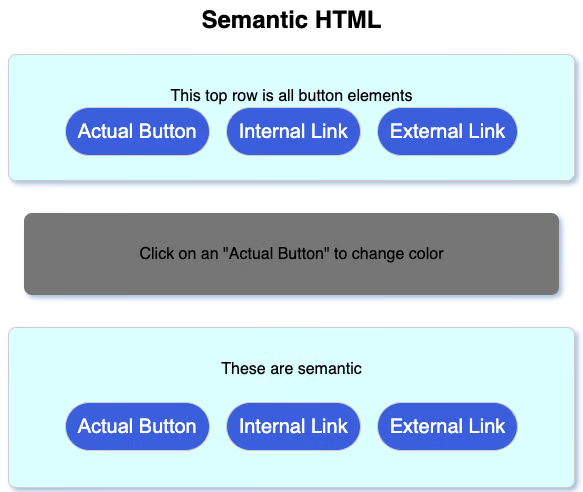 Semantic HTML
This top row is all button elements
Actual Button Internal Link External Link
Click on an "Actual Button" to change color
These are semantic
Actual Button Internal Link External Link